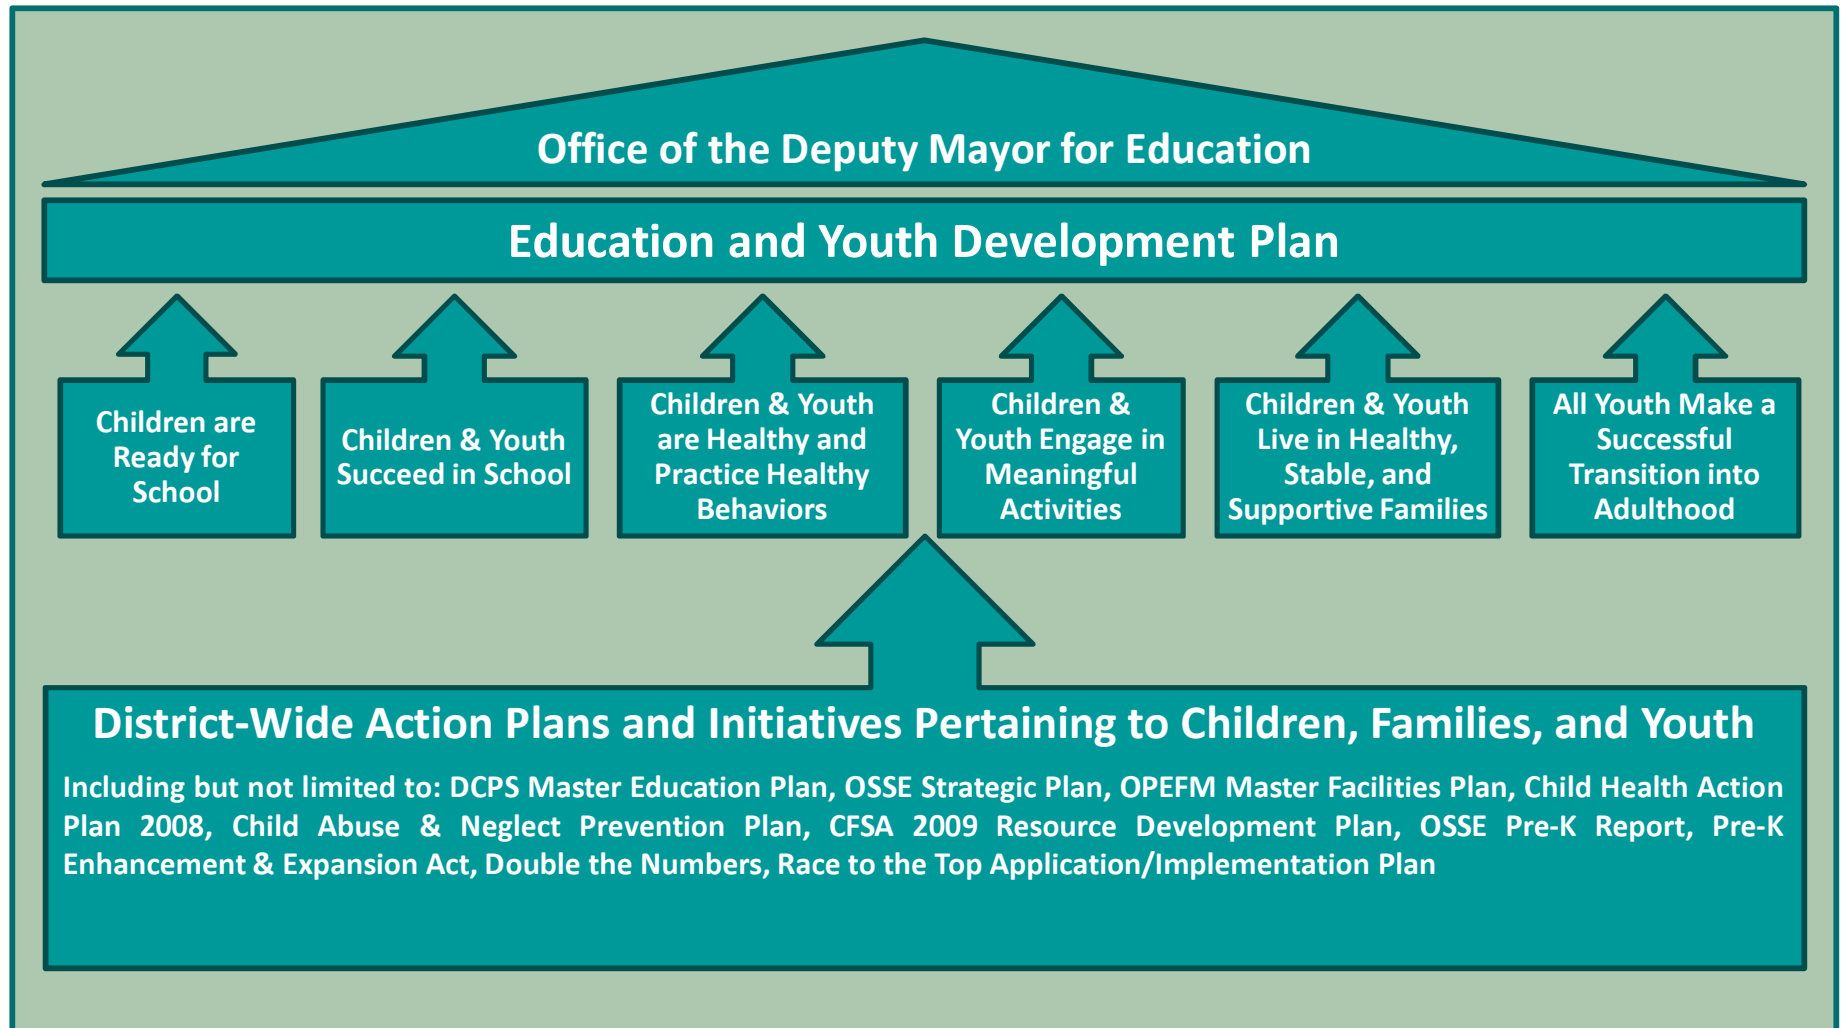 Office of the Deputy Mayor for Education
Education and Youth Development Plan
Children are
Ready for
School
Children & Youth
Succeed in School
Children & Youth
are Healthy and
Practice Healthy
Behaviors
Children &
Youth Engage in
Meaningful
Activities
Children & Youth
Live in Healthy,
Stable, and
Supportive Families
All Youth Make a
Successful
Transition into
Adulthood
District-Wide Action Plans and Initiatives Pertaining to Children, Families, and Youth
Including but not limited to: DCPS Master Education Plan, OSSE Strategic Plan, OPEFM Master Facilities Plan, Child Health Action
Plan 2008, Child Abuse & Neglect Prevention Plan, CFSA 2009 Resource Development Plan, OSSE Pre-K Report, Pre-K
Enhancement & Expansion Act, Double the Numbers, Race to the Top Application/Implementation Plan